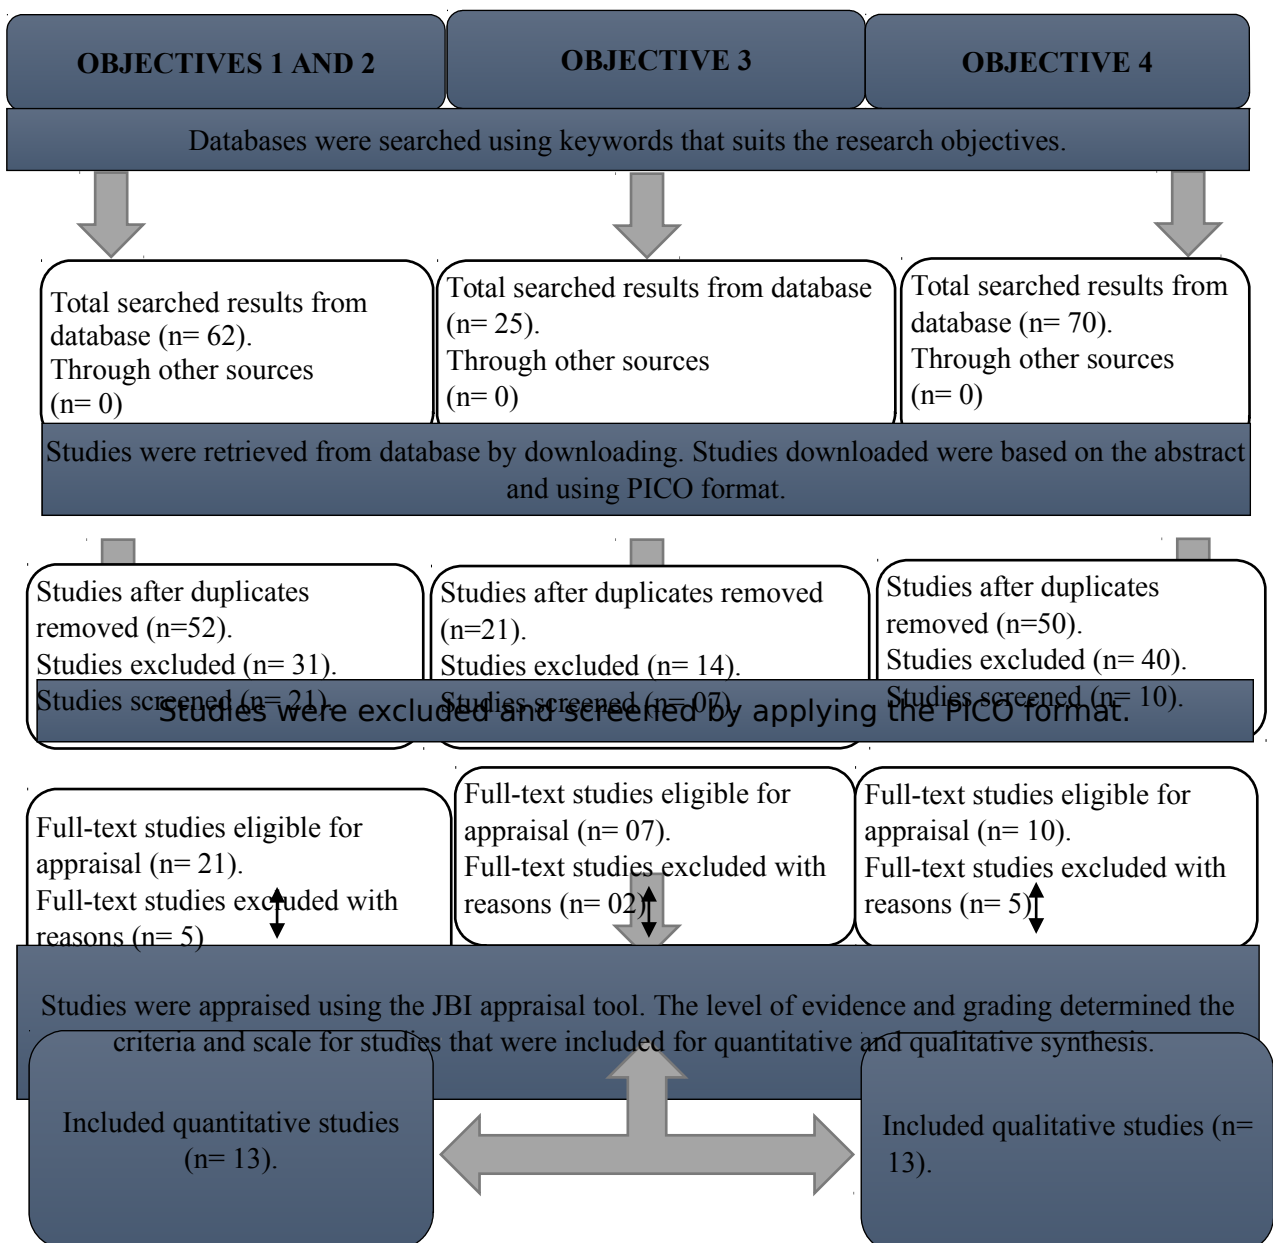 OBJECTIVES 1 AND 2
OBJECTIVE 3
OBJECTIVE 4
Databases were searched using keywords that suits the research objectives.
Total searched results from
database (n= 62).
Through other sources
(n= 0)
Total searched results from database
(n= 25).
Through other sources
(n= 0)
Total searched results from
database (n= 70).
Through other sources
(n= 0)
Studies were retrieved from database by downloading. Studies downloaded were based on the abstract
and using PICO format.
Studies after duplicates
removed (n=52).
Studies excluded (n= 31).
Studies screened (n= 21).
Studies after duplicates removed
(n=21).
Studies excluded (n= 14).
Studies screened (n= 07).
Studies after duplicates
removed (n=50).
Studies excluded (n= 40).
Studies screened (n= 10).
Studies were excluded and screened by applying the PICO format.
Full-text studies eligible for
appraisal (n= 21).
Full-text studies excluded with
reasons (n= 5)
Full-text studies eligible for
appraisal (n= 07).
Full-text studies excluded with
reasons (n= 02)
Full-text studies eligible for
appraisal (n= 10).
Full-text studies excluded with
reasons (n= 5)
Studies were appraised using the JBI appraisal tool. The level of evidence and grading determined the
criteria and scale for studies that were included for quantitative and qualitative synthesis.
Included quantitative studies
(n= 13).
Included qualitative studies (n=
13).